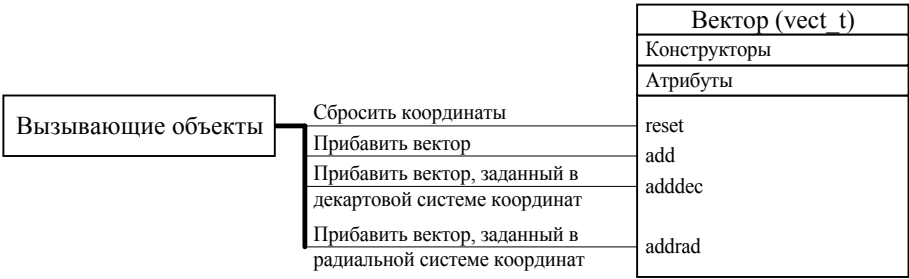 Вектор (vect_t)
Конструкторы
Атрибуты
Вызывающие объекты
Сбросить координаты
reset
Прибавить вектор
add
Прибавить вектор, заданный в
декартовой системе координат
adddec
Прибавить вектор, заданный в
радиальной системе координат
addrad